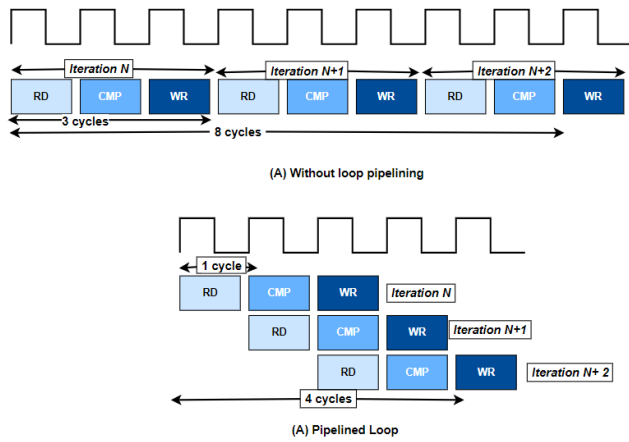 Iteration N
Iteration N+1
Iteration N+2
RD CMP WR RD CMP WR RD CMP WR
3 cycles
8 cycles
(A) Without loop pipelining
1 cycle
RD CMP WR Iteration N
RD CMP WR Iteration N+1
RD CMP WR Iteration N+ 2
4 cycles
(A) Pipelined Loop